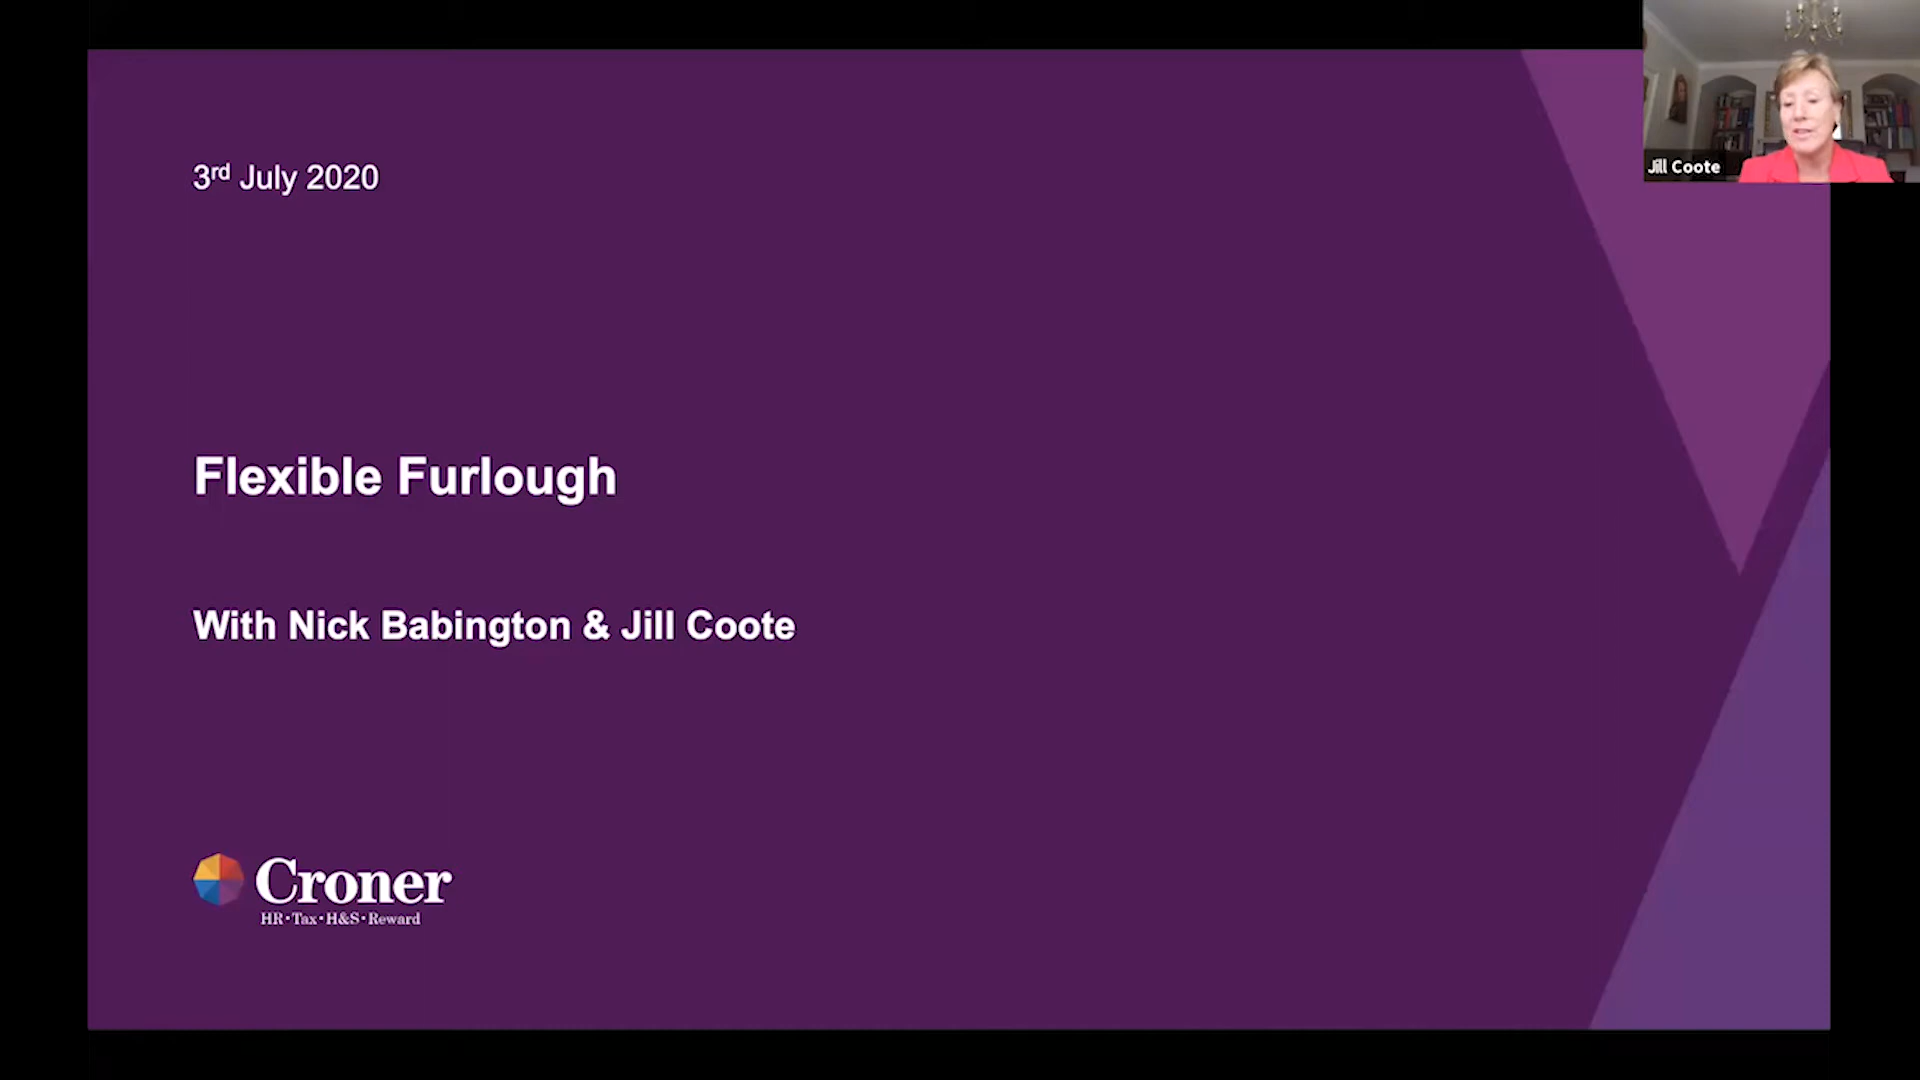 3rd July 2020
Jill Coote
Flexible Furlough
With Nick Babington & Jill Coote
Croner
HR·Tax·H&S·Reward